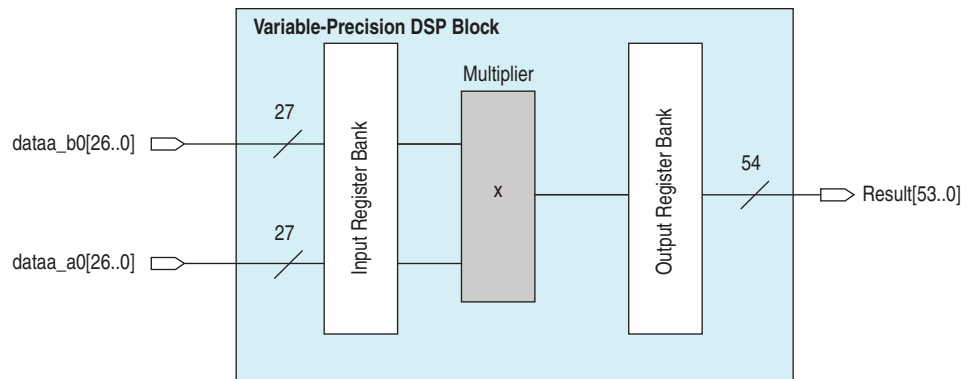 Variable-Precision DSP Block
Multiplier
27
dataa_b0[26..0]
Input Register Bank
x
Output Register Bank
54
Result[53..0]
27
dataa_a0[26..0]